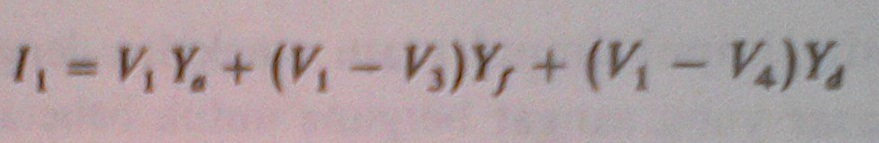 I₁ = V₁Yₐ + (V₁ − V₃)Y_f + (V₁ − V₄)Y_d